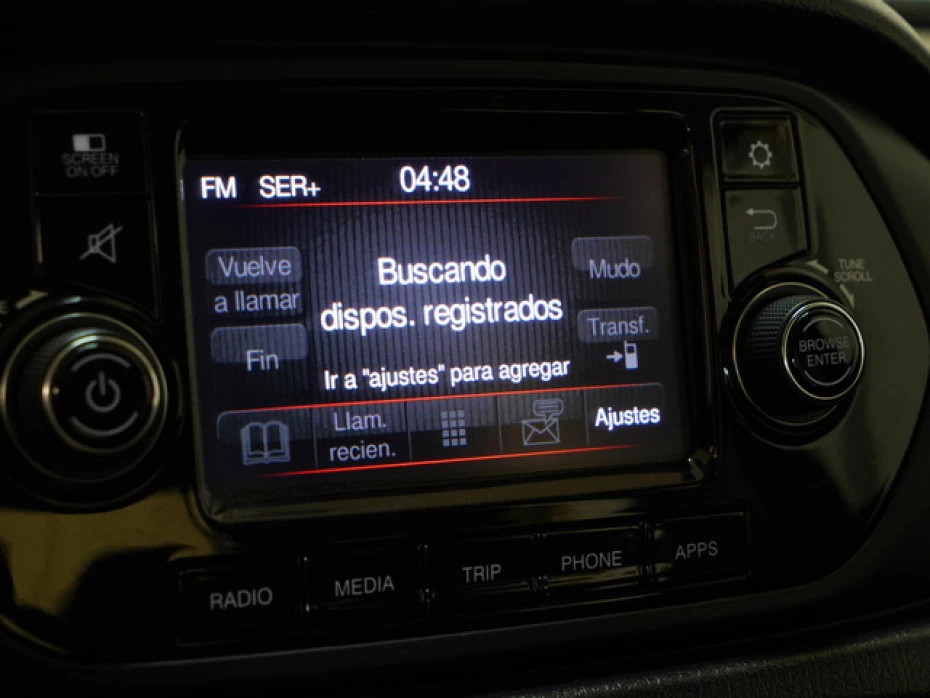 SCREEN
ON/OFF
FM SER+ 04:48
Vuelve
a llamar
Fin
Buscando
dispos. registrados
Ir a "ajustes" para agregar
Mudo
Transf.
Llam.
recien.
Ajustes
BACK
TUNE
SCROLL
BROWSE
ENTER
RADIO MEDIA TRIP PHONE APPS